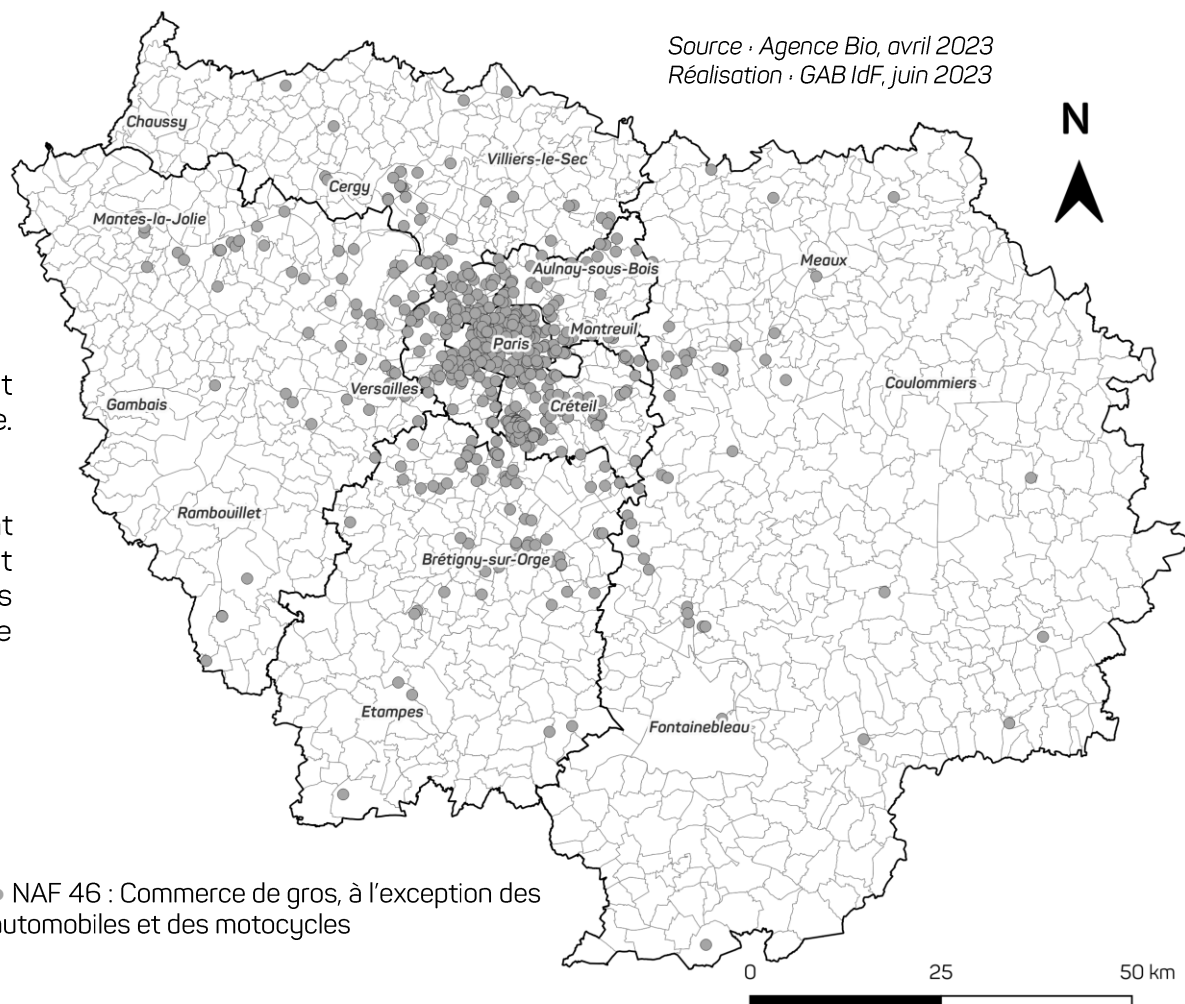 Source : Agence Bio, avril 2023
Réalisation : GAB IdF, juin 2023
N
Chaussy
Villiers-le-Sec
Cergy
Mantes-la-Jolie
Aulnay-sous-Bois
Meaux
Montreuil
Paris
Versailles
Coulommiers
Créteil
Gambais
Rambouillet
Brétigny-sur-Orge
Etampes
Fontainebleau
NAF 46 : Commerce de gros, à l'exception des
automobiles et des motocycles
0 25 50 km